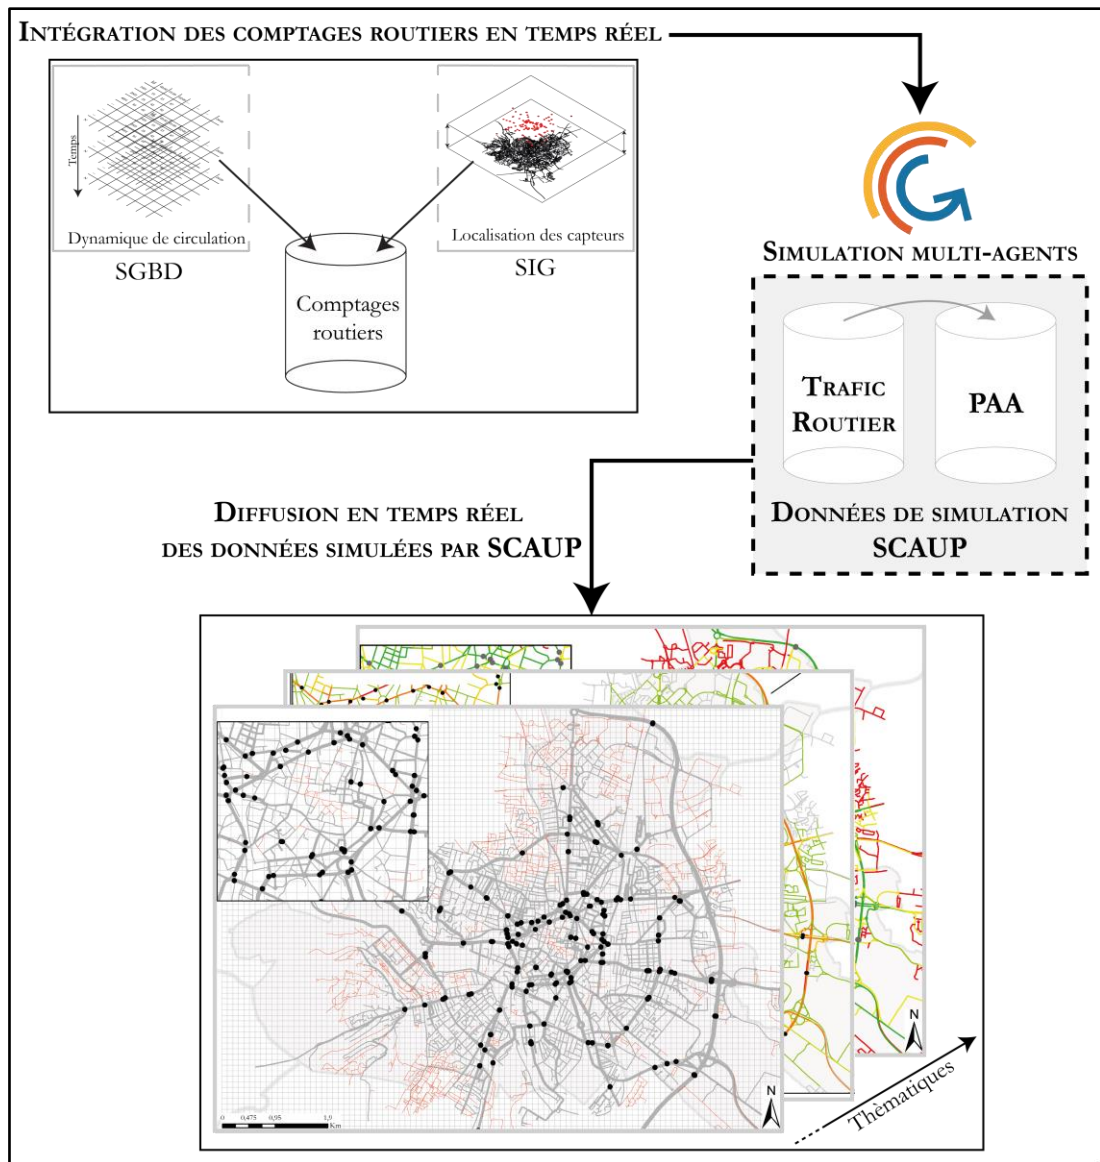 INTÉGRATION DES COMPTAGES ROUTIERS EN TEMPS RÉEL
Temps
Dynamique de circulation
SGBD
Localisation des capteurs
SIG
Comptages
routiers
SIMULATION MULTI-AGENTS
TRAFIC
ROUTIER
PAA
DONNÉES DE SIMULATION
SCAUP
DIFFUSION EN TEMPS RÉEL
DES DONNÉES SIMULÉES PAR SCAUP
N
N
0 0,475 0,95 1,9
Km
Thèmatiques